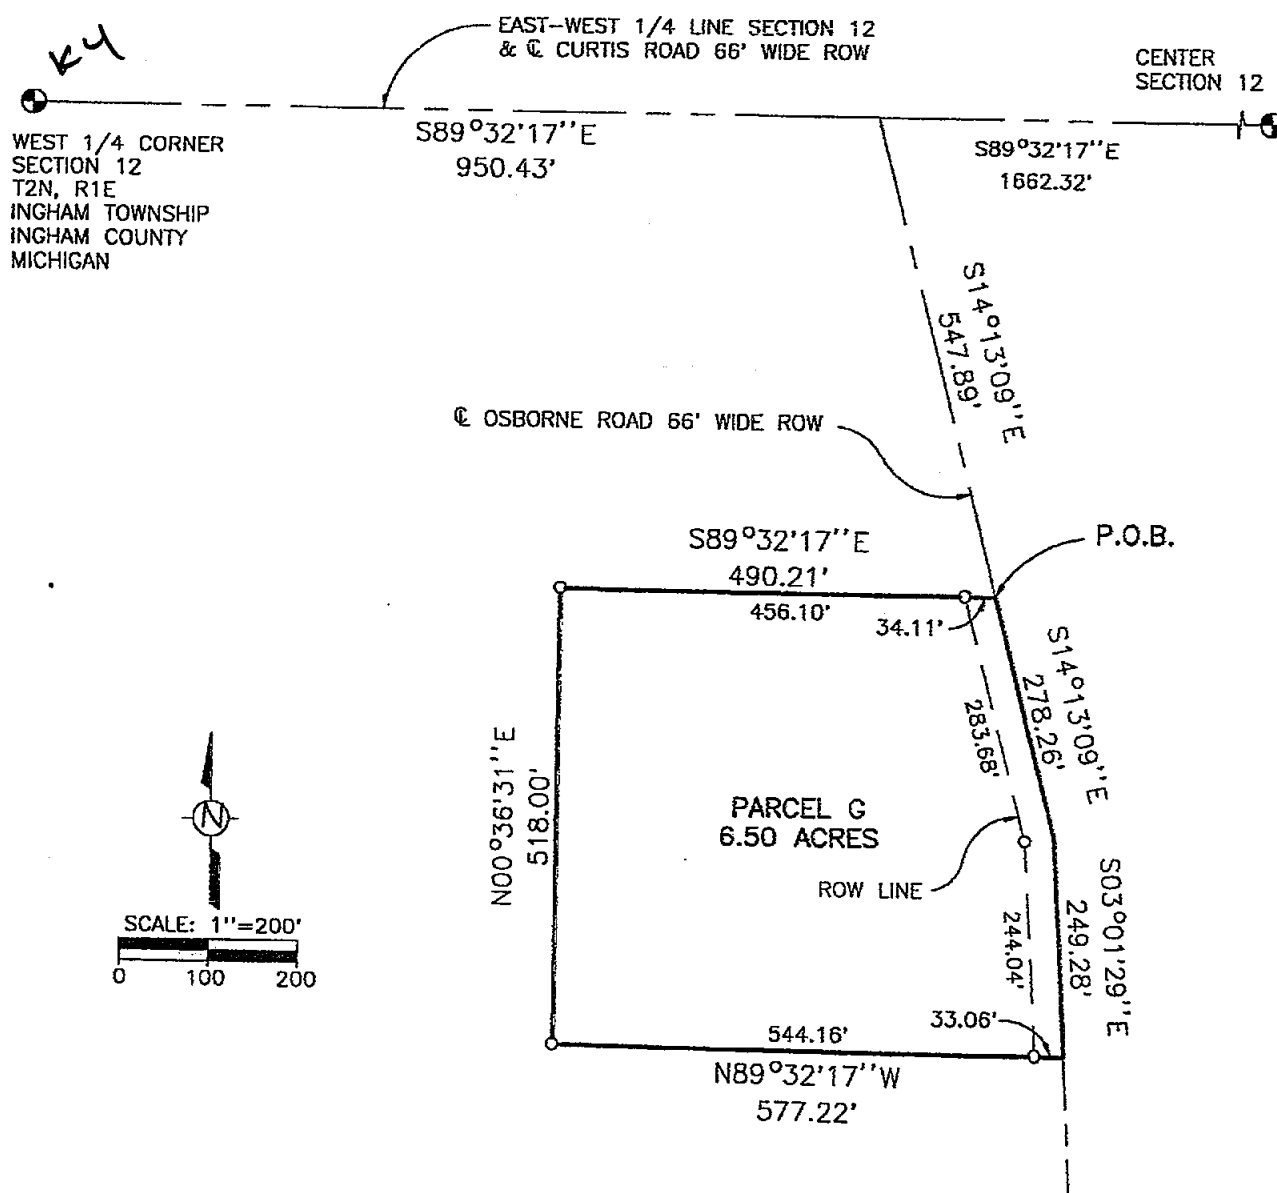 K4
EAST-WEST 1/4 LINE SECTION 12
& ℄ CURTIS ROAD 66' WIDE ROW
CENTER
SECTION 12
WEST 1/4 CORNER
SECTION 12
T2N, R1E
INGHAM TOWNSHIP
INGHAM COUNTY
MICHIGAN
S89°32'17''E
950.43'
S89°32'17''E
1662.32'
S14°13'09''E
547.89'
℄ OSBORNE ROAD 66' WIDE ROW
S89°32'17''E
490.21'
456.10'
34.11'
P.O.B.
S14°13'09''E
278.26'
283.68'
N00°36'31''E
518.00'
PARCEL G
6.50 ACRES
ROW LINE
S03°01'29''E
249.28'
244.04'
N
SCALE: 1''=200'
0 100 200
544.16'
33.06'
N89°32'17''W
577.22'